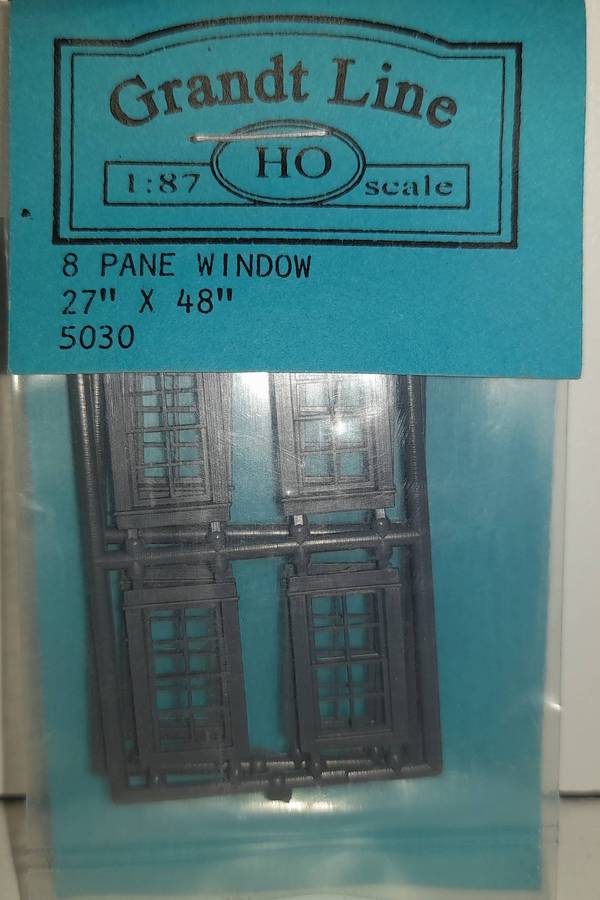 Grandt Line
HO
1:87 scale
8 PANE WINDOW
27" X 48"
5030